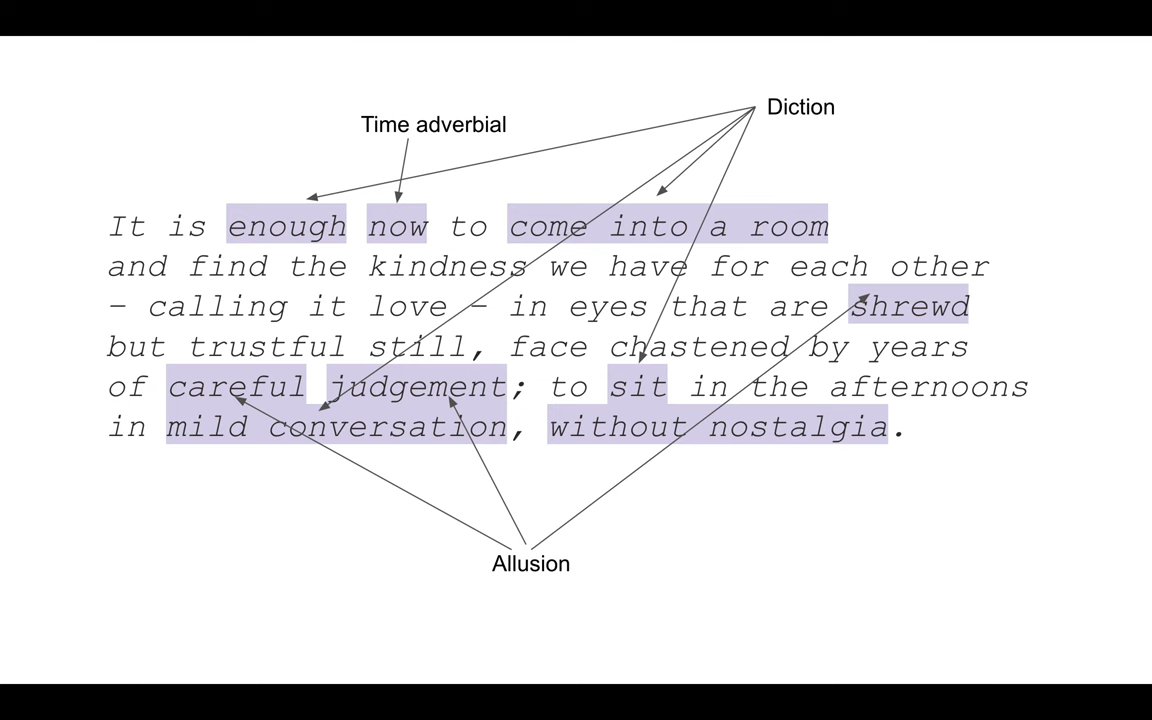 Diction
Time adverbial
It is enough now to come into a room
and find the kindness we have for each other
– calling it love – in eyes that are shrewd
but trustful still, face chastened by years
of careful judgement; to sit in the afternoons
in mild conversation, without nostalgia.
Allusion